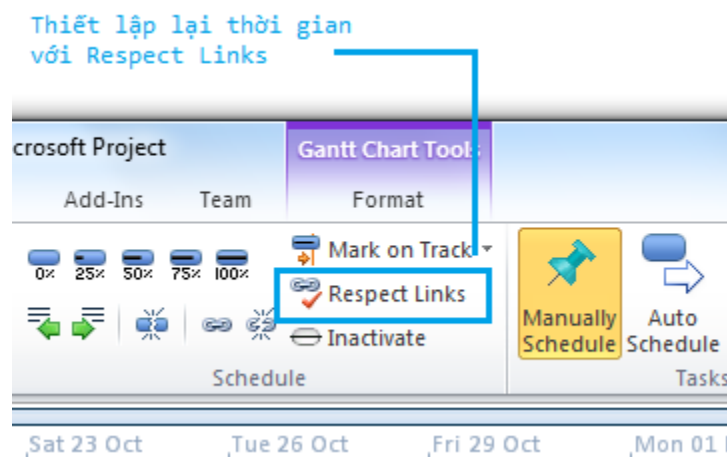 Thiết lập lại thời gian
với Respect Links
crosoft Project
Gantt Chart Tools
Add-Ins Team Format
0% 25% 50% 75% 100%
Mark on Track
Respect Links
Inactivate
Manually Schedule
Auto Schedule
Schedule
Tasks
Sat 23 Oct Tue 26 Oct Fri 29 Oct Mon 01